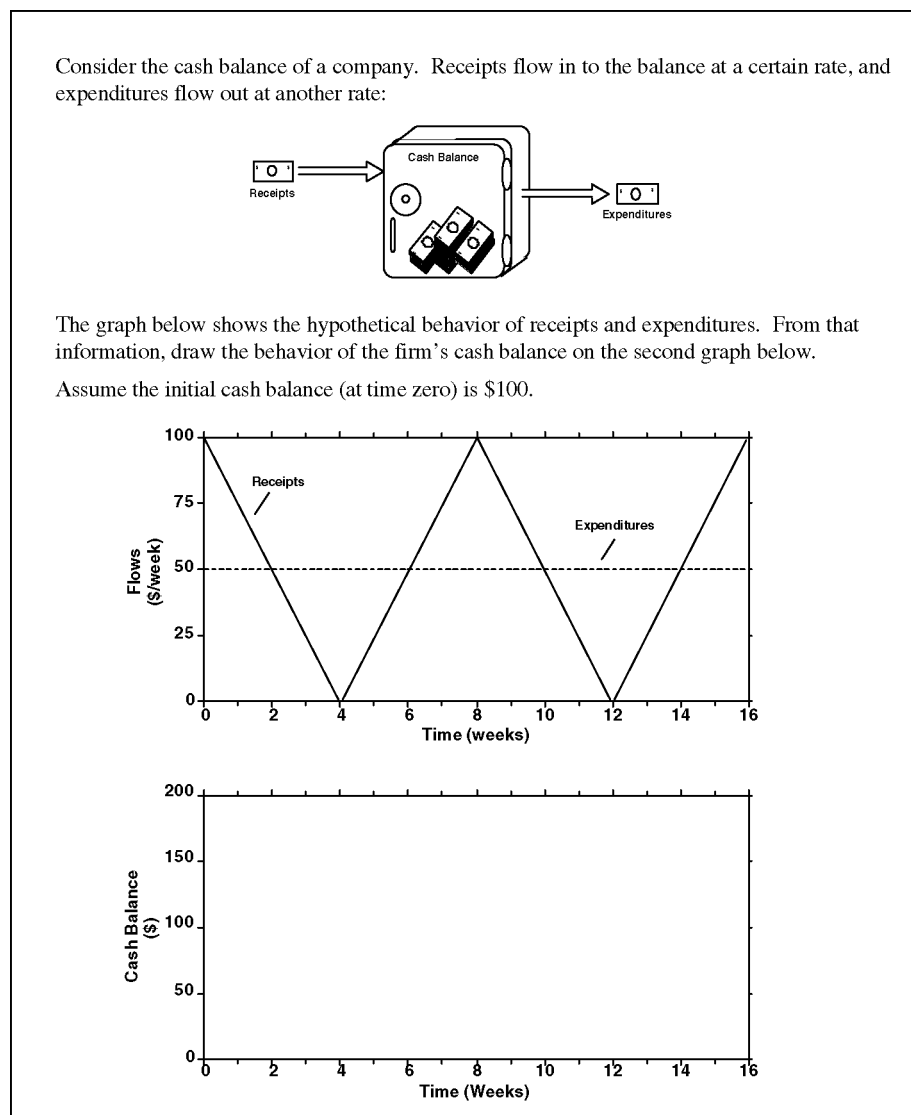 Consider the cash balance of a company.  Receipts flow in to the balance at a certain rate, and
expenditures flow out at another rate:
Cash Balance
Receipts
Expenditures
The graph below shows the hypothetical behavior of receipts and expenditures.  From that
information, draw the behavior of the firm's cash balance on the second graph below.
Assume the initial cash balance (at time zero) is $100.
100
75
50
25
0
Flows
($/week)
Receipts
Expenditures
0 2 4 6 8 10 12 14 16
Time (weeks)
200
150
100
50
0
Cash Balance
($)
0 2 4 6 8 10 12 14 16
Time (Weeks)